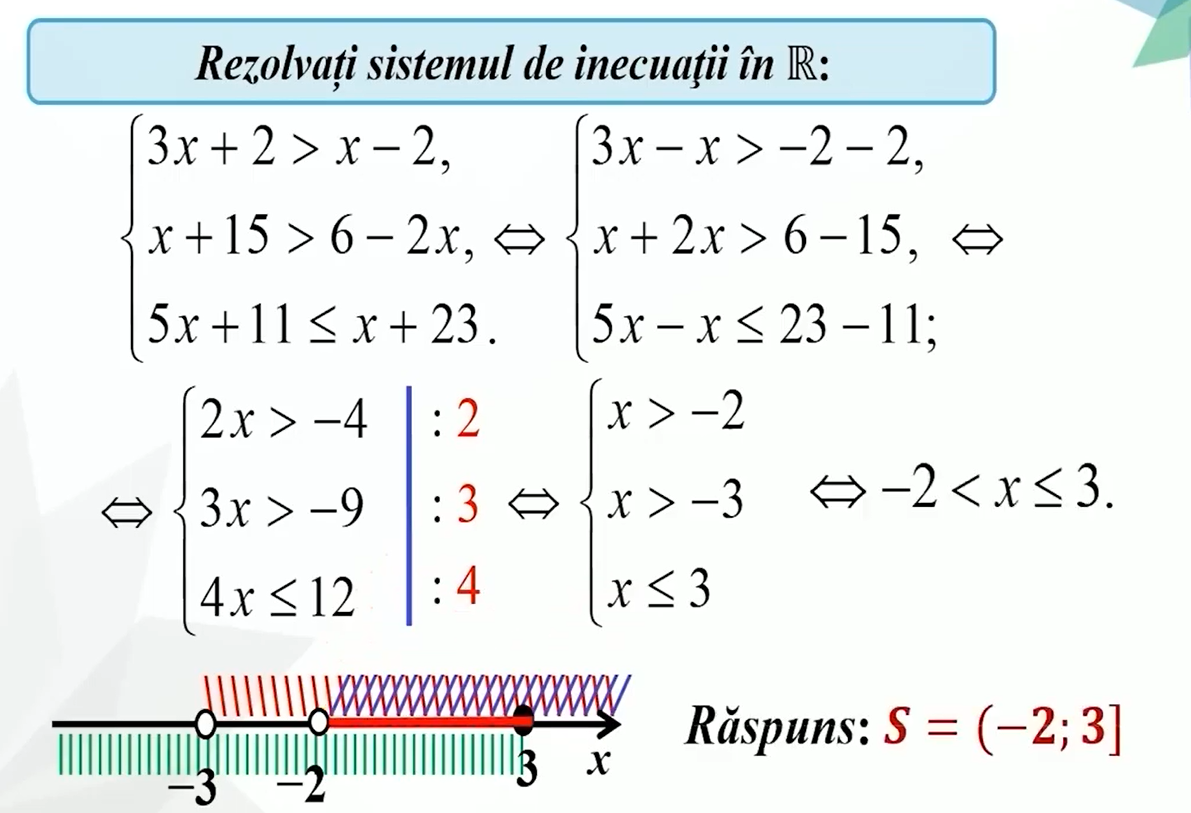 Rezolvați sistemul de inecuaţii în ℝ:
3x + 2 > x − 2, 3x − x > −2 − 2,
x + 15 > 6 − 2x, ⇔ x + 2x > 6 − 15, ⇔
5x + 11 ≤ x + 23. 5x − x ≤ 23 − 11;
2x > −4 : 2 x > −2
⇔ 3x > −9 : 3 ⇔ x > −3 ⇔ −2 < x ≤ 3.
4x ≤ 12 : 4 x ≤ 3
−3 −2 3 x
Răspuns: S = (−2; 3]